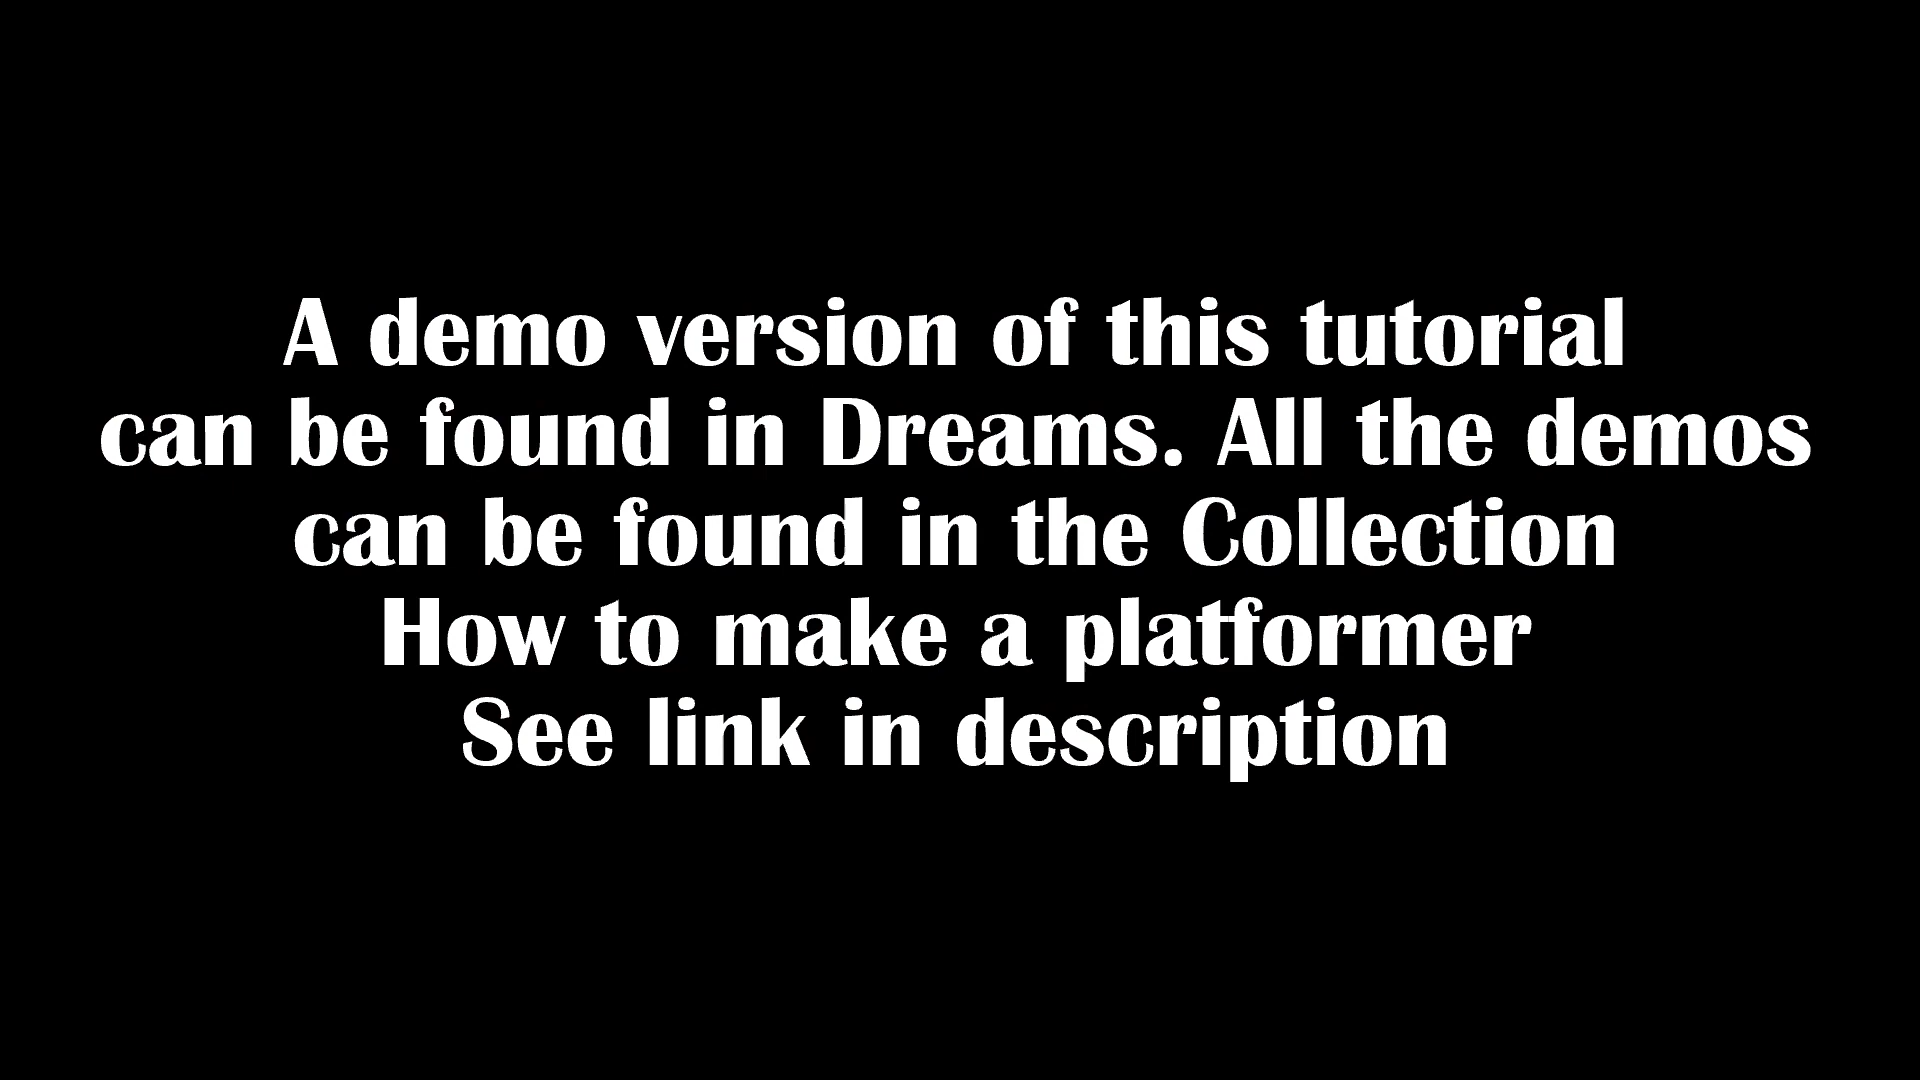 A demo version of this tutorial
can be found in Dreams. All the demos
can be found in the Collection
How to make a platformer
See link in description